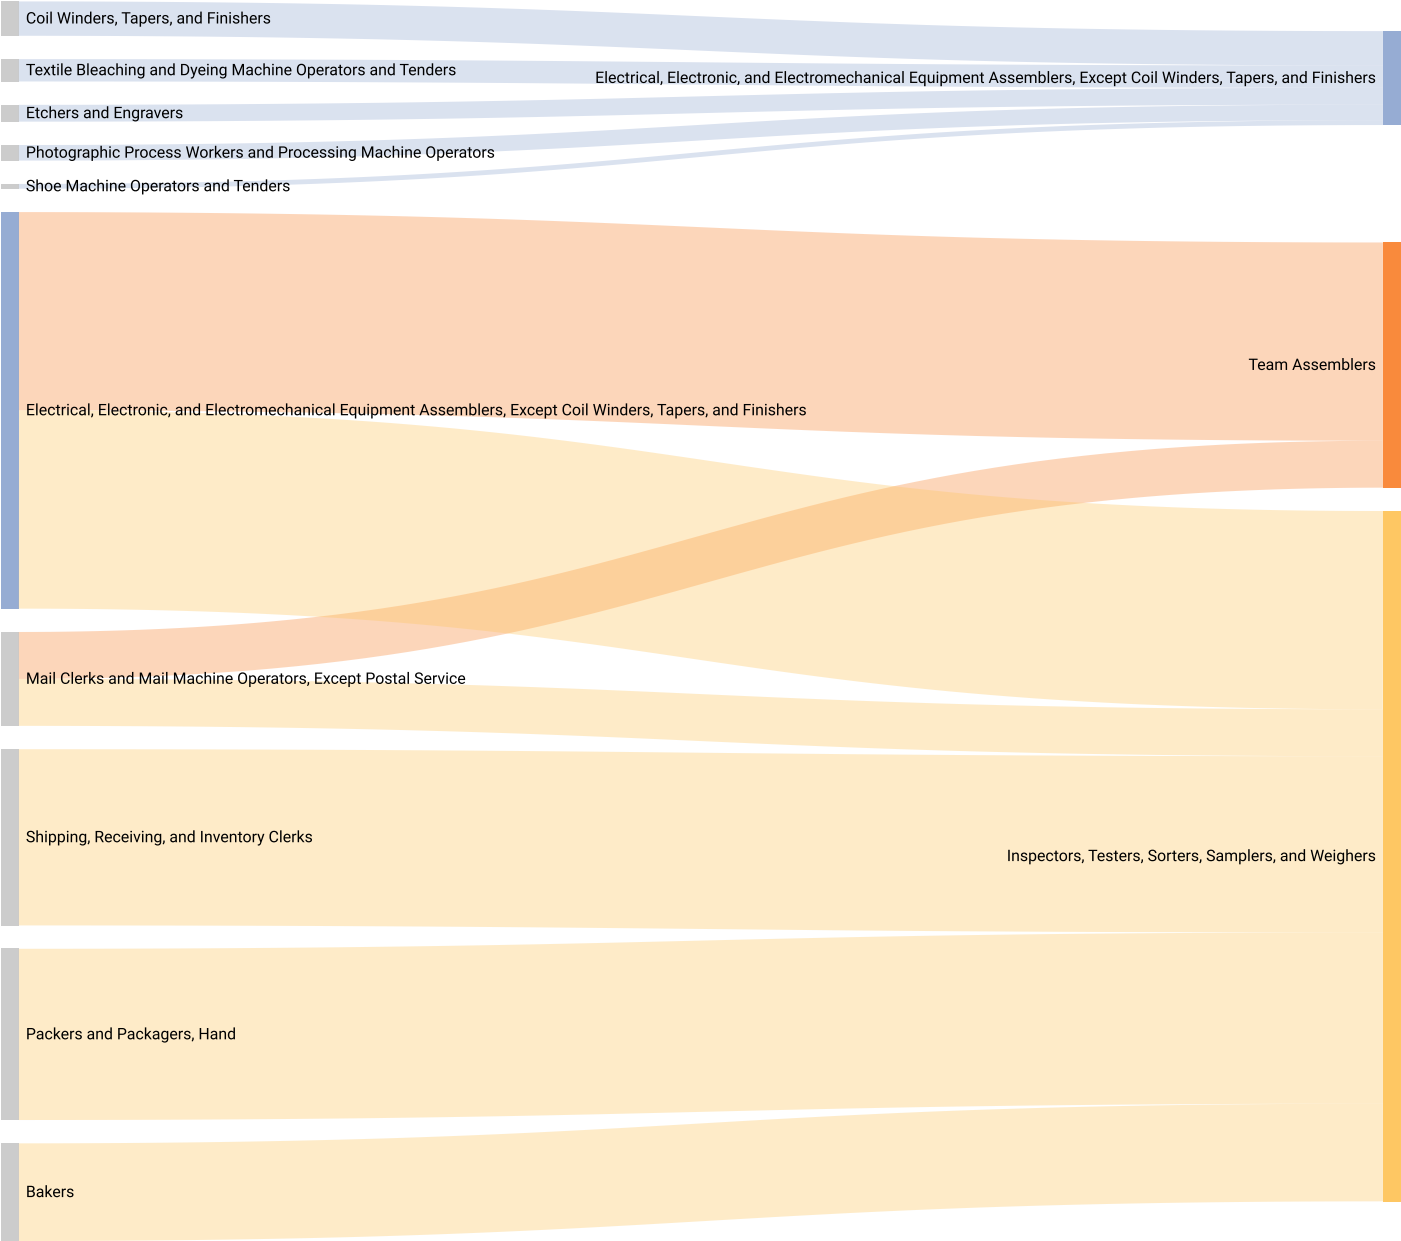 Coil Winders, Tapers, and Finishers
Textile Bleaching and Dyeing Machine Operators and Tenders
Electrical, Electronic, and Electromechanical Equipment Assemblers, Except Coil Winders, Tapers, and Finishers
Etchers and Engravers
Photographic Process Workers and Processing Machine Operators
Shoe Machine Operators and Tenders
Team Assemblers
Electrical, Electronic, and Electromechanical Equipment Assemblers, Except Coil Winders, Tapers, and Finishers
Mail Clerks and Mail Machine Operators, Except Postal Service
Shipping, Receiving, and Inventory Clerks
Inspectors, Testers, Sorters, Samplers, and Weighers
Packers and Packagers, Hand
Bakers